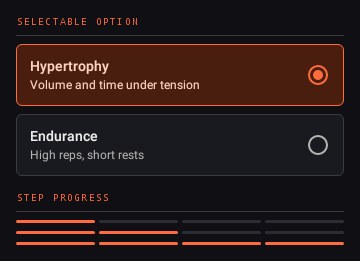 SELECTABLE OPTION
Hypertrophy
Volume and time under tension
Endurance
High reps, short rests
STEP PROGRESS